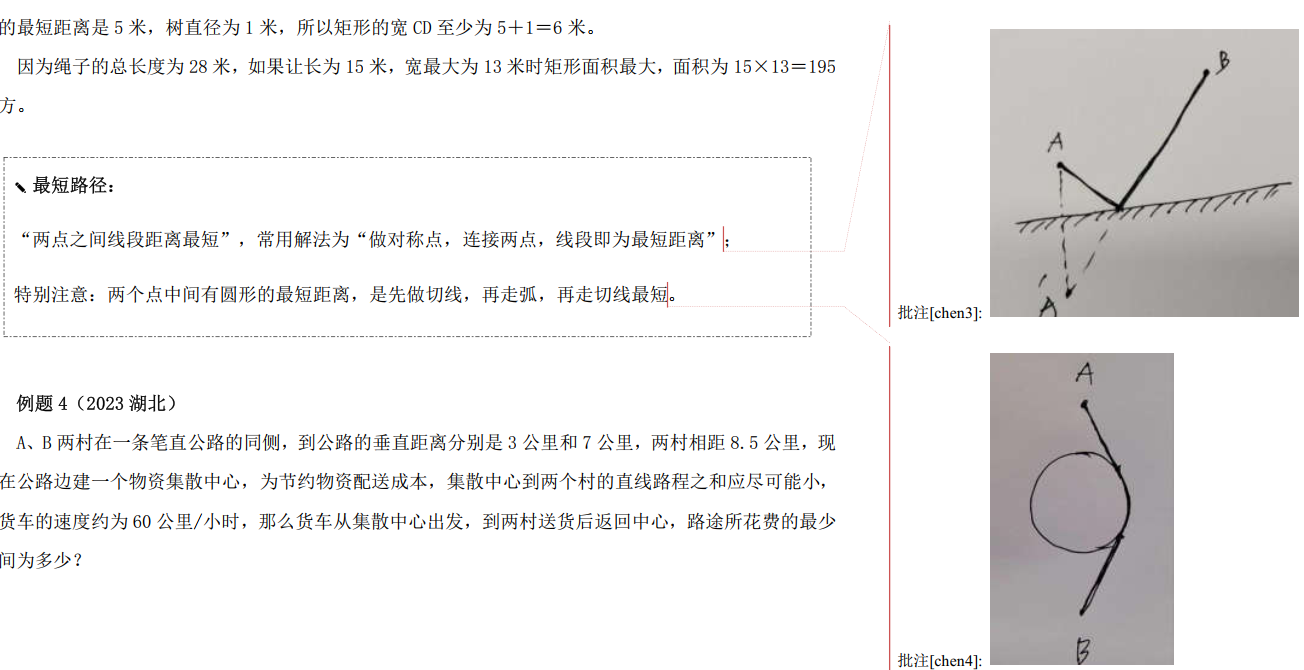 的最短距离是 5 米，树直径为 1 米，所以矩形的宽 CD 至少为 5＋1＝6 米。
因为绳子的总长度为 28 米，如果让长为 15 米，宽最大为 13 米时矩形面积最大，面积为 15×13＝195
方。
最短路径：
“两点之间线段距离最短”，常用解法为“做对称点，连接两点，线段即为最短距离”；
特别注意：两个点中间有圆形的最短距离，是先做切线，再走弧，再走切线最短。
例题 4（2023 湖北）
A、B 两村在一条笔直公路的同侧，到公路的垂直距离分别是 3 公里和 7 公里，两村相距 8.5 公里，现
在公路边建一个物资集散中心，为节约物资配送成本，集散中心到两个村的直线路程之和应尽可能小，
货车的速度约为 60 公里/小时，那么货车从集散中心出发，到两村送货后返回中心，路途所花费的最少
间为多少？
B
A
A'
批注[chen3]:
A
B
批注[chen4]: